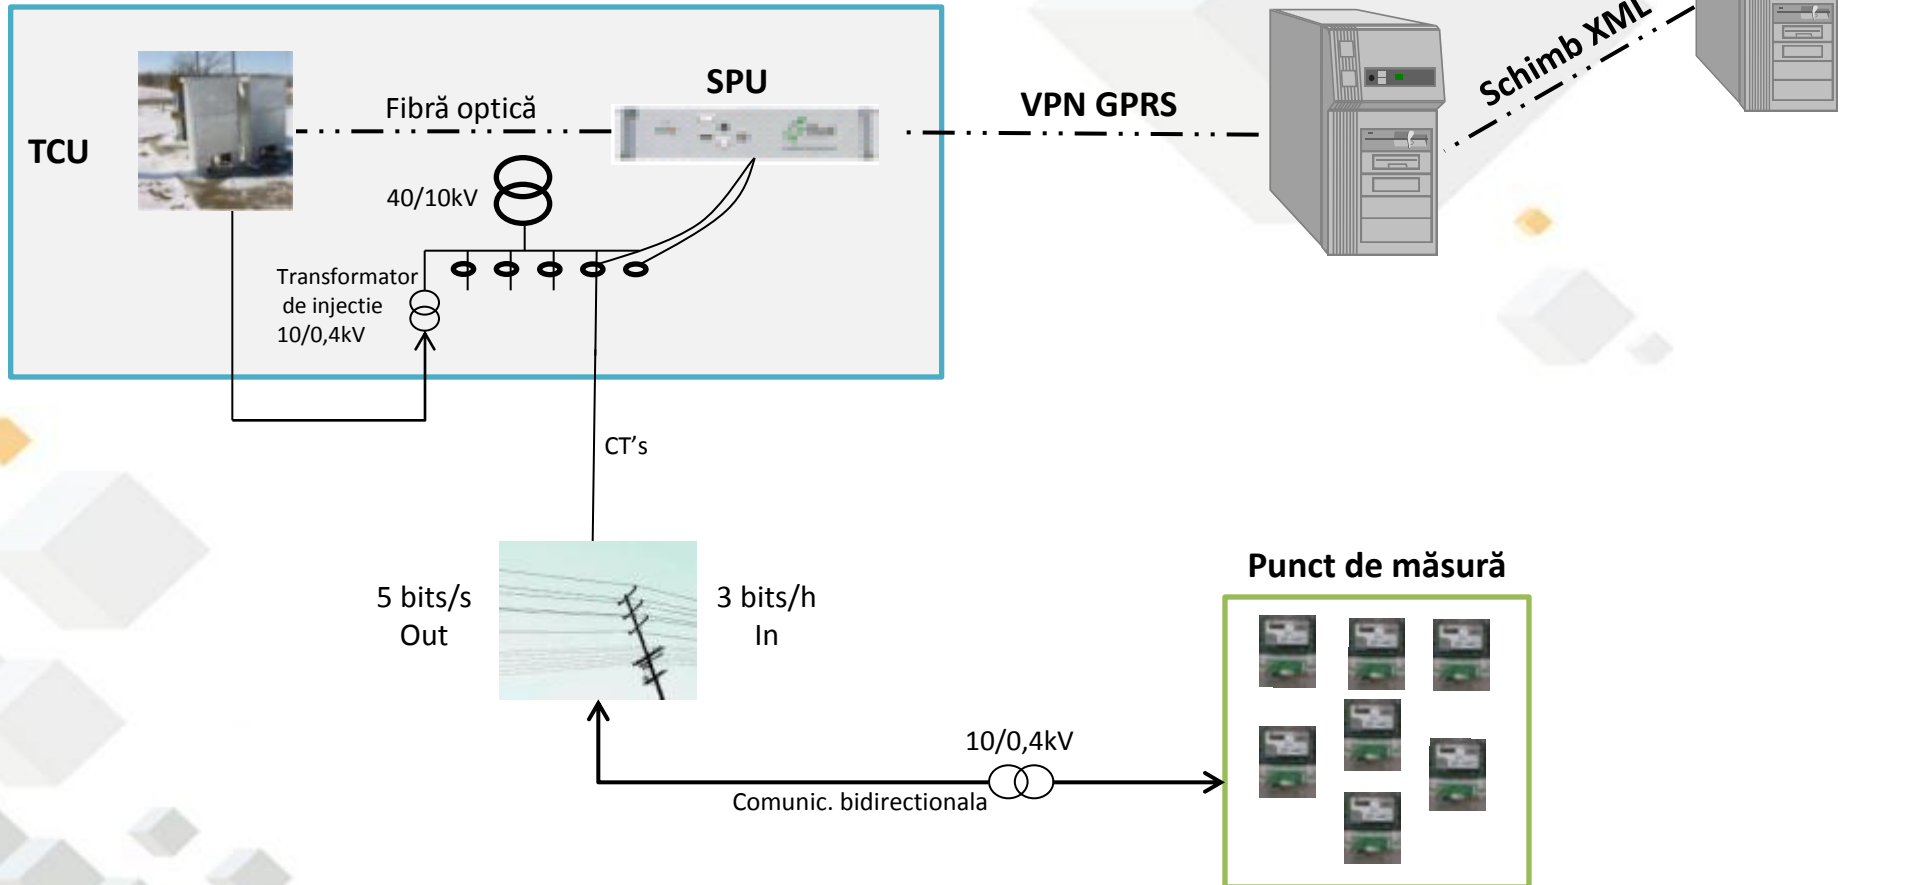 Schimb XML
SPU
VPN GPRS
Fibră optică
TCU
40/10kV
Transformator
de injectie
10/0,4kV
CT's
5 bits/s
Out
3 bits/h
In
Punct de măsură
10/0,4kV
Comunic. bidirectionala